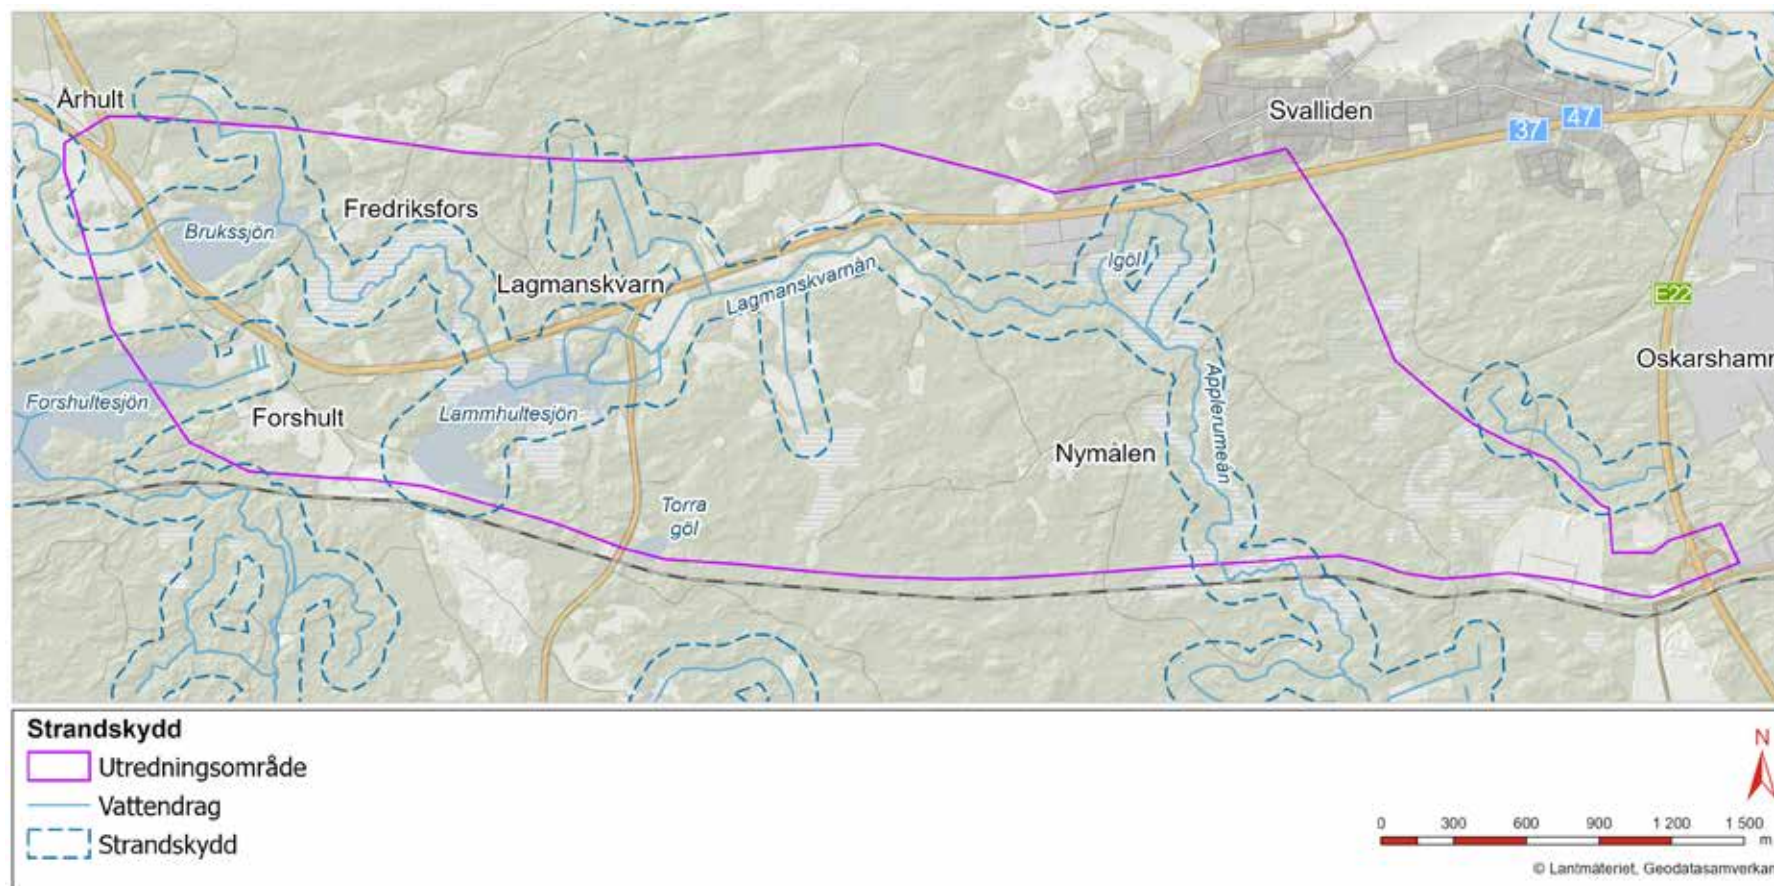 Århult
Svalliden
37
47
Fredriksfors
Brukssjön
Igöl
Lagmanskvarn
Lagmanskvarnån
E22
Oskarshamn
Forshultesjön
Forshult
Lammhultesjön
Applerumeån
Nymålen
Torra
göl
Strandskydd
Utredningsområde
Vattendrag
Strandskydd
N
0 300 600 900 1 200 1 500
m
© Lantmäteriet, Geodatasamverkan